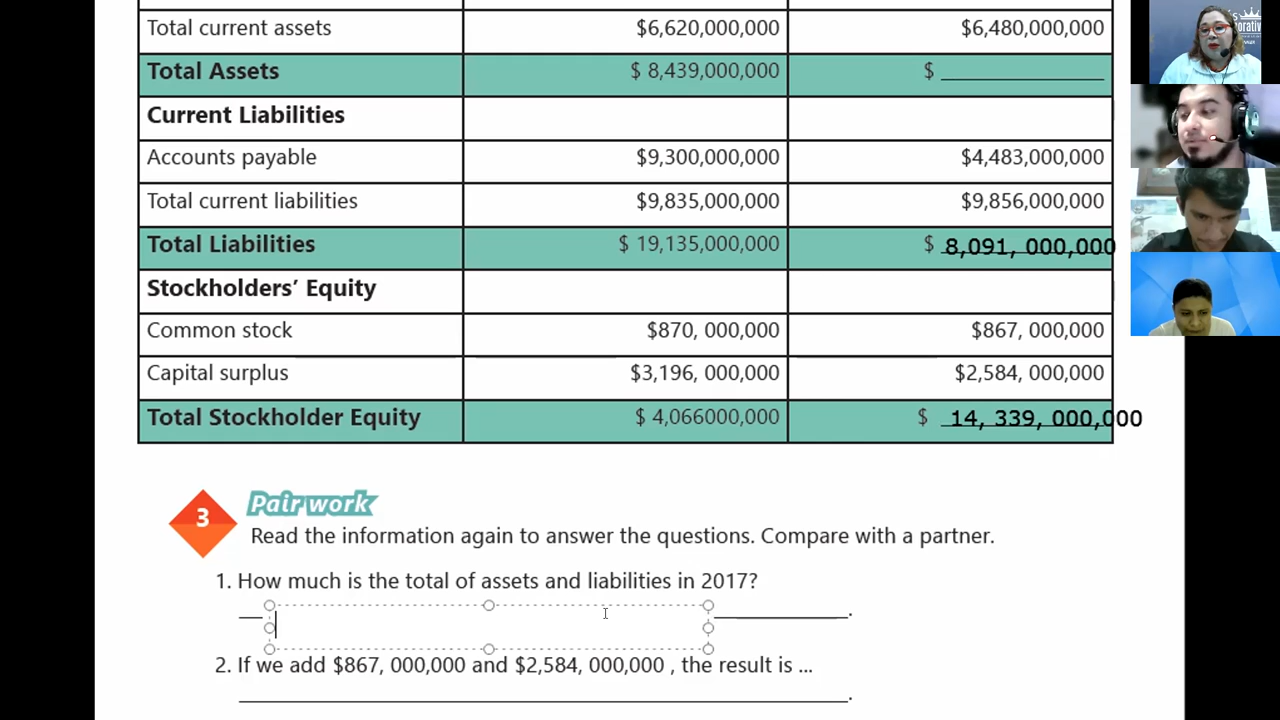 Total current assets $6,620,000,000 $6,480,000,000
Total Assets $ 8,439,000,000 $ ______________
Current Liabilities
Accounts payable $9,300,000,000 $4,483,000,000
Total current liabilities $9,835,000,000 $9,856,000,000
Total Liabilities $ 19,135,000,000 $ 8,091, 000,000
Stockholders’ Equity
Common stock $870, 000,000 $867, 000,000
Capital surplus $3,196, 000,000 $2,584, 000,000
Total Stockholder Equity $ 4,066000,000 $ 14, 339, 000,000
3 Pair work
Read the information again to answer the questions. Compare with a partner.
1. How much is the total of assets and liabilities in 2017?
2. If we add $867, 000,000 and $2,584, 000,000 , the result is ...